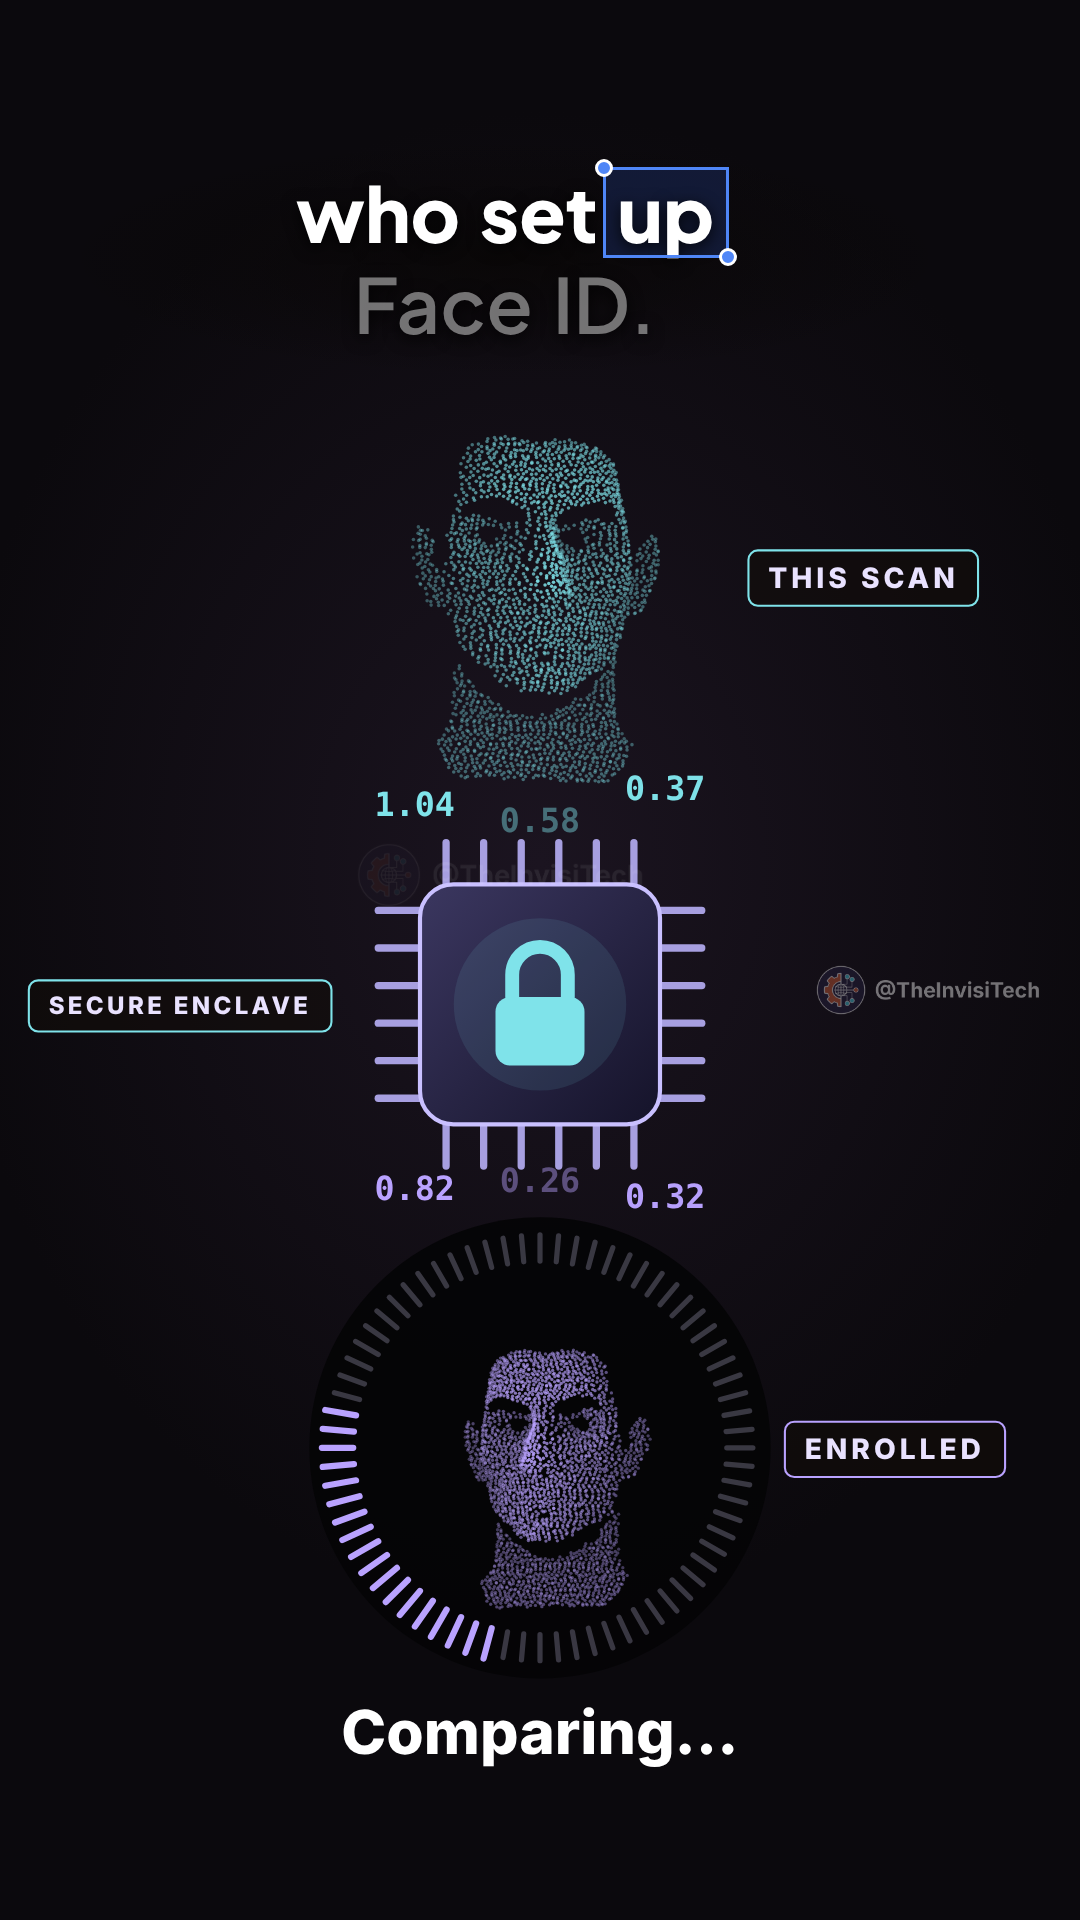 who set up
Face ID.
THIS SCAN
1.04
0.58
0.37
@TheInvisiTech
SECURE ENCLAVE
@TheInvisiTech
0.82
0.26
0.32
ENROLLED
Comparing...